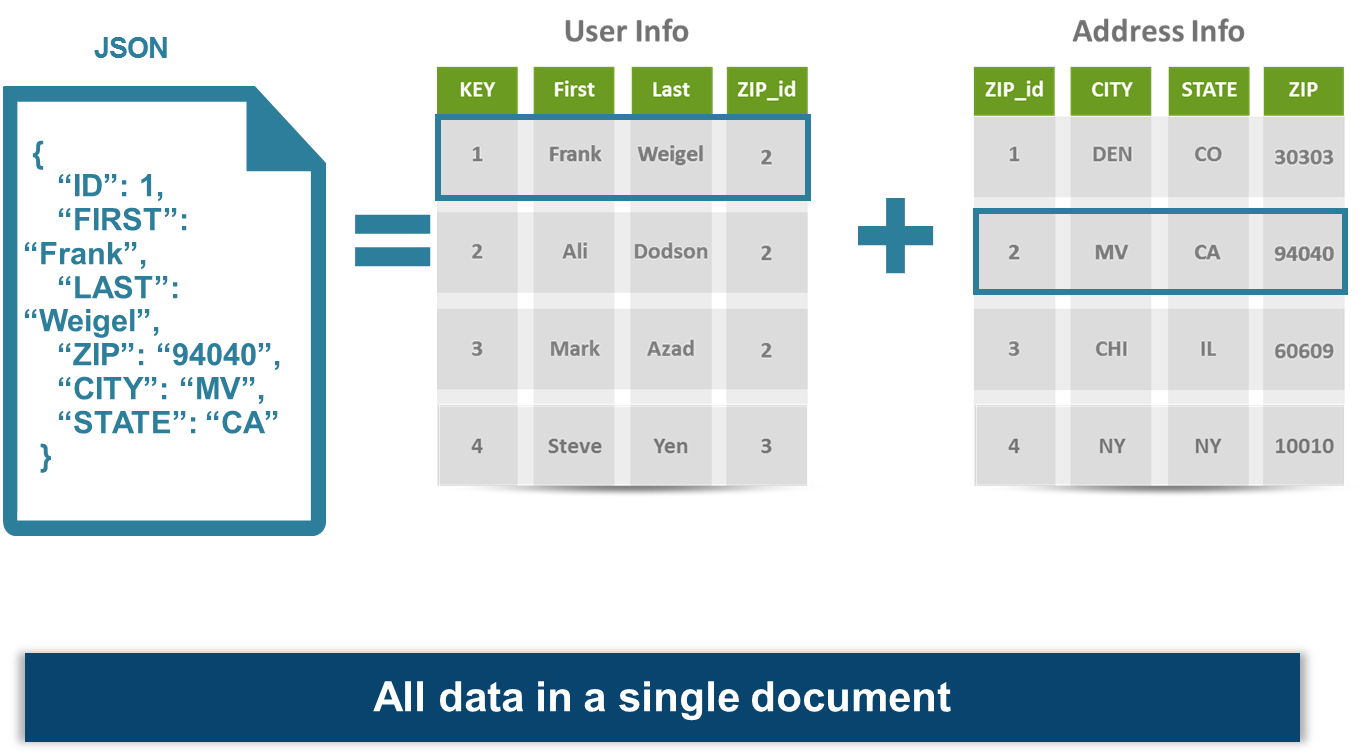 JSON
{
“ID”: 1,
“FIRST”:
“Frank”,
“LAST”:
“Weigel”,
“ZIP”: “94040”,
“CITY”: “MV”,
“STATE”: “CA”
}
User Info
KEY First Last ZIP_id
1 Frank Weigel 2
2 Ali Dodson 2
3 Mark Azad 2
4 Steve Yen 3
Address Info
ZIP_id CITY STATE ZIP
1 DEN CO 30303
2 MV CA 94040
3 CHI IL 60609
4 NY NY 10010
All data in a single document